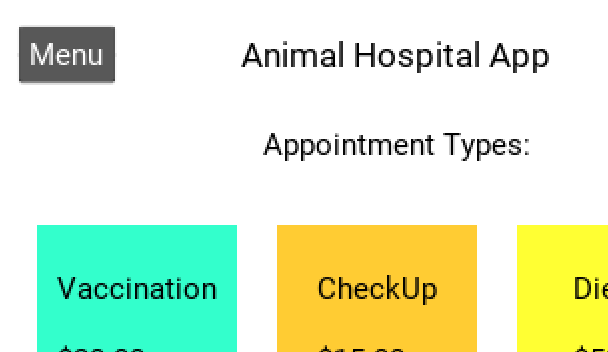 Menu
Animal Hospital App
Appointment Types:
Vaccination
CheckUp